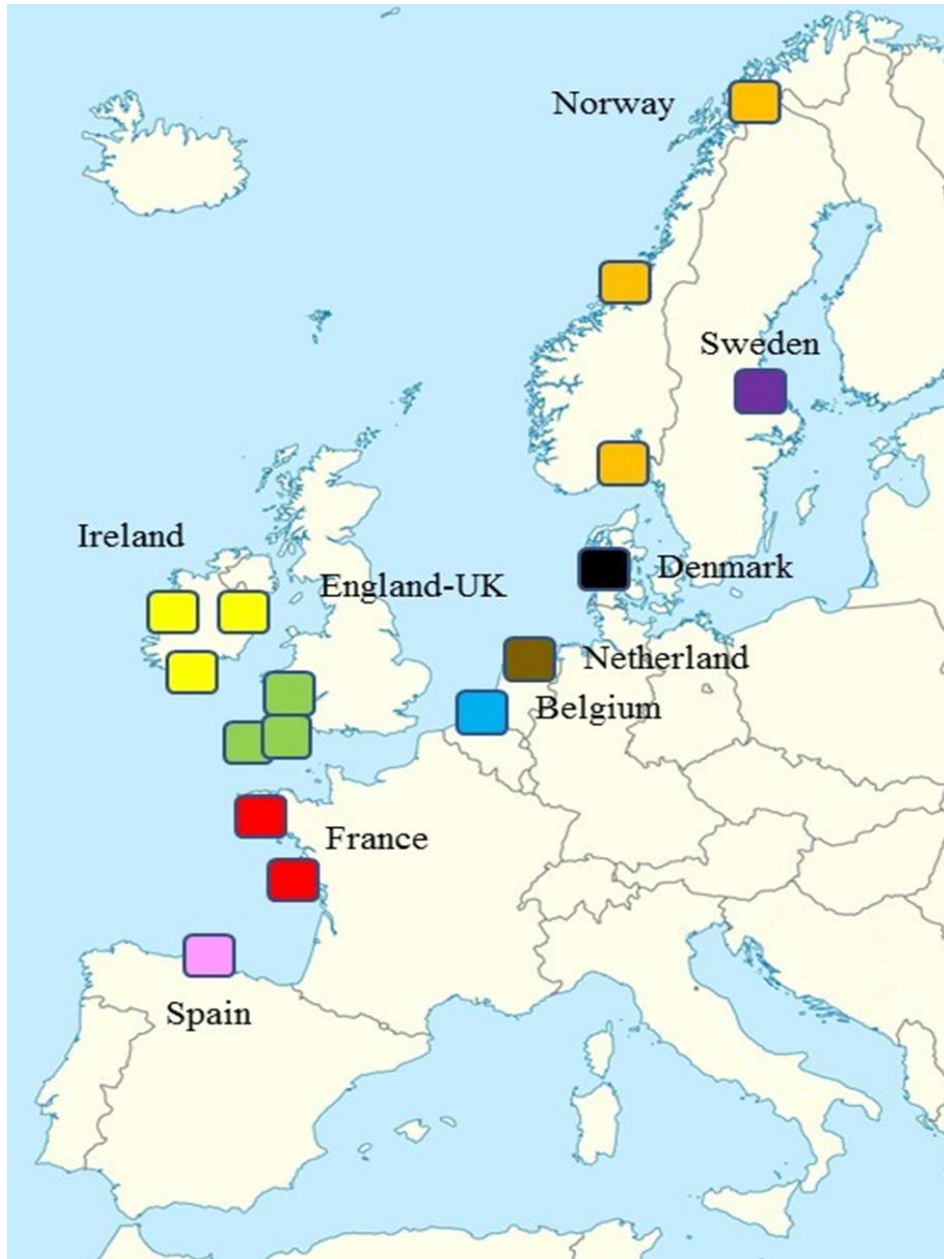 Norway
Sweden
Ireland
England-UK
Denmark
Netherland
Belgium
France
Spain